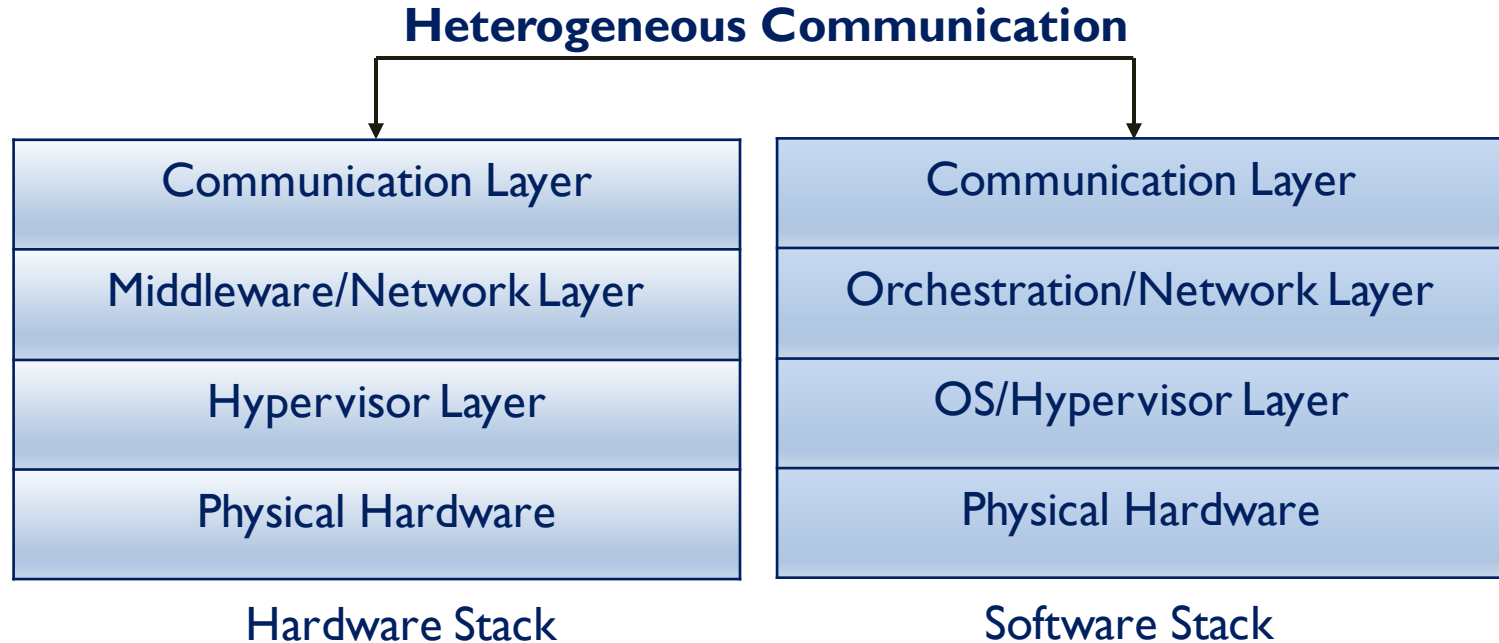 Heterogeneous Communication
Communication Layer
Middleware/Network Layer
Hypervisor Layer
Physical Hardware
Hardware Stack
Communication Layer
Orchestration/Network Layer
OS/Hypervisor Layer
Physical Hardware
Software Stack